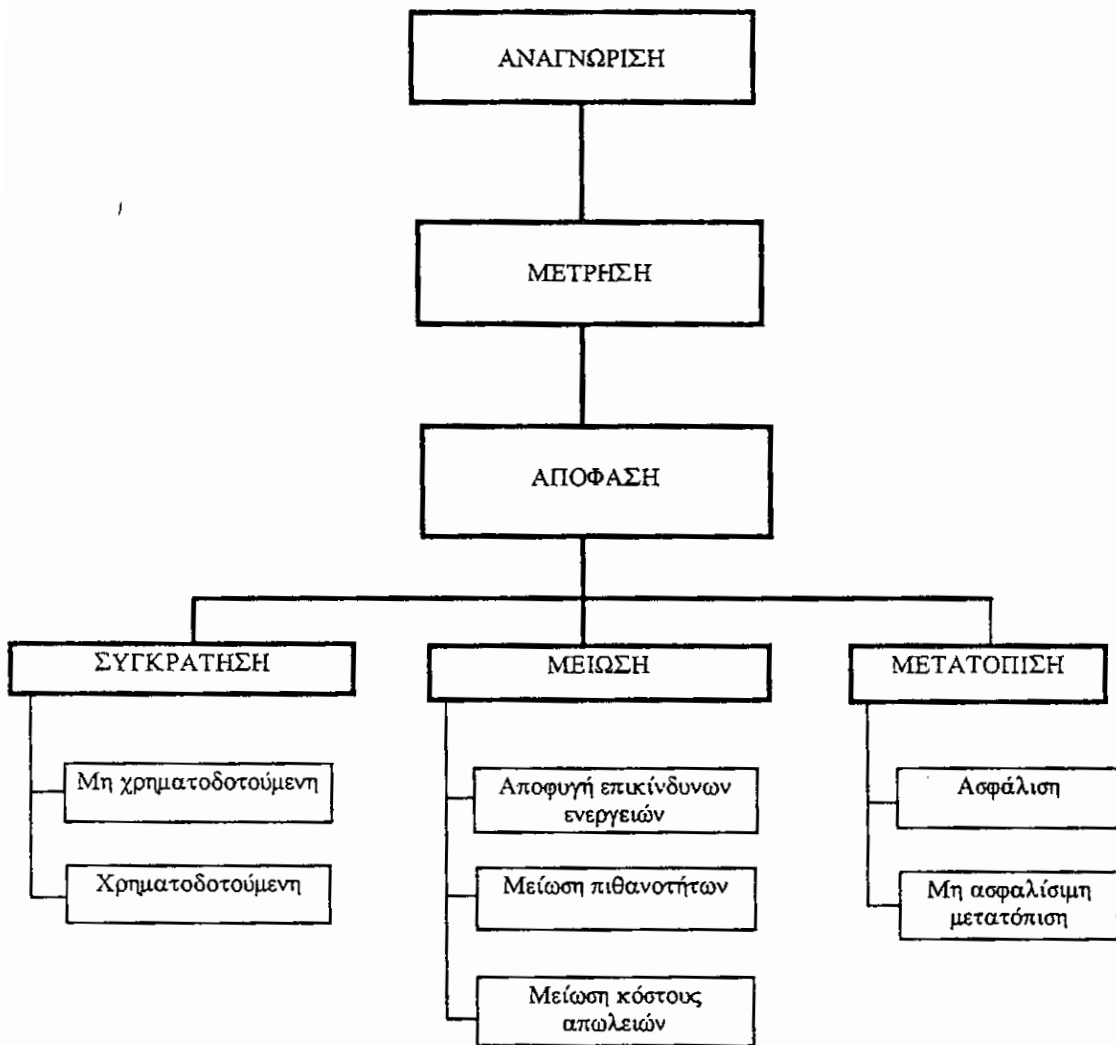 ΑΝΑΓΝΩΡΙΣΗ
ΜΕΤΡΗΣΗ
ΑΠΟΦΑΣΗ
ΣΥΓΚΡΑΤΗΣΗ
Μη χρηματοδοτούμενη
Χρηματοδοτούμενη
ΜΕΙΩΣΗ
Αποφυγή επικίνδυνων
ενεργειών
Μείωση πιθανοτήτων
Μείωση κόστους
απωλειών
ΜΕΤΑΤΟΠΙΣΗ
Ασφάλιση
Μη ασφαλίσιμη
μετατόπιση